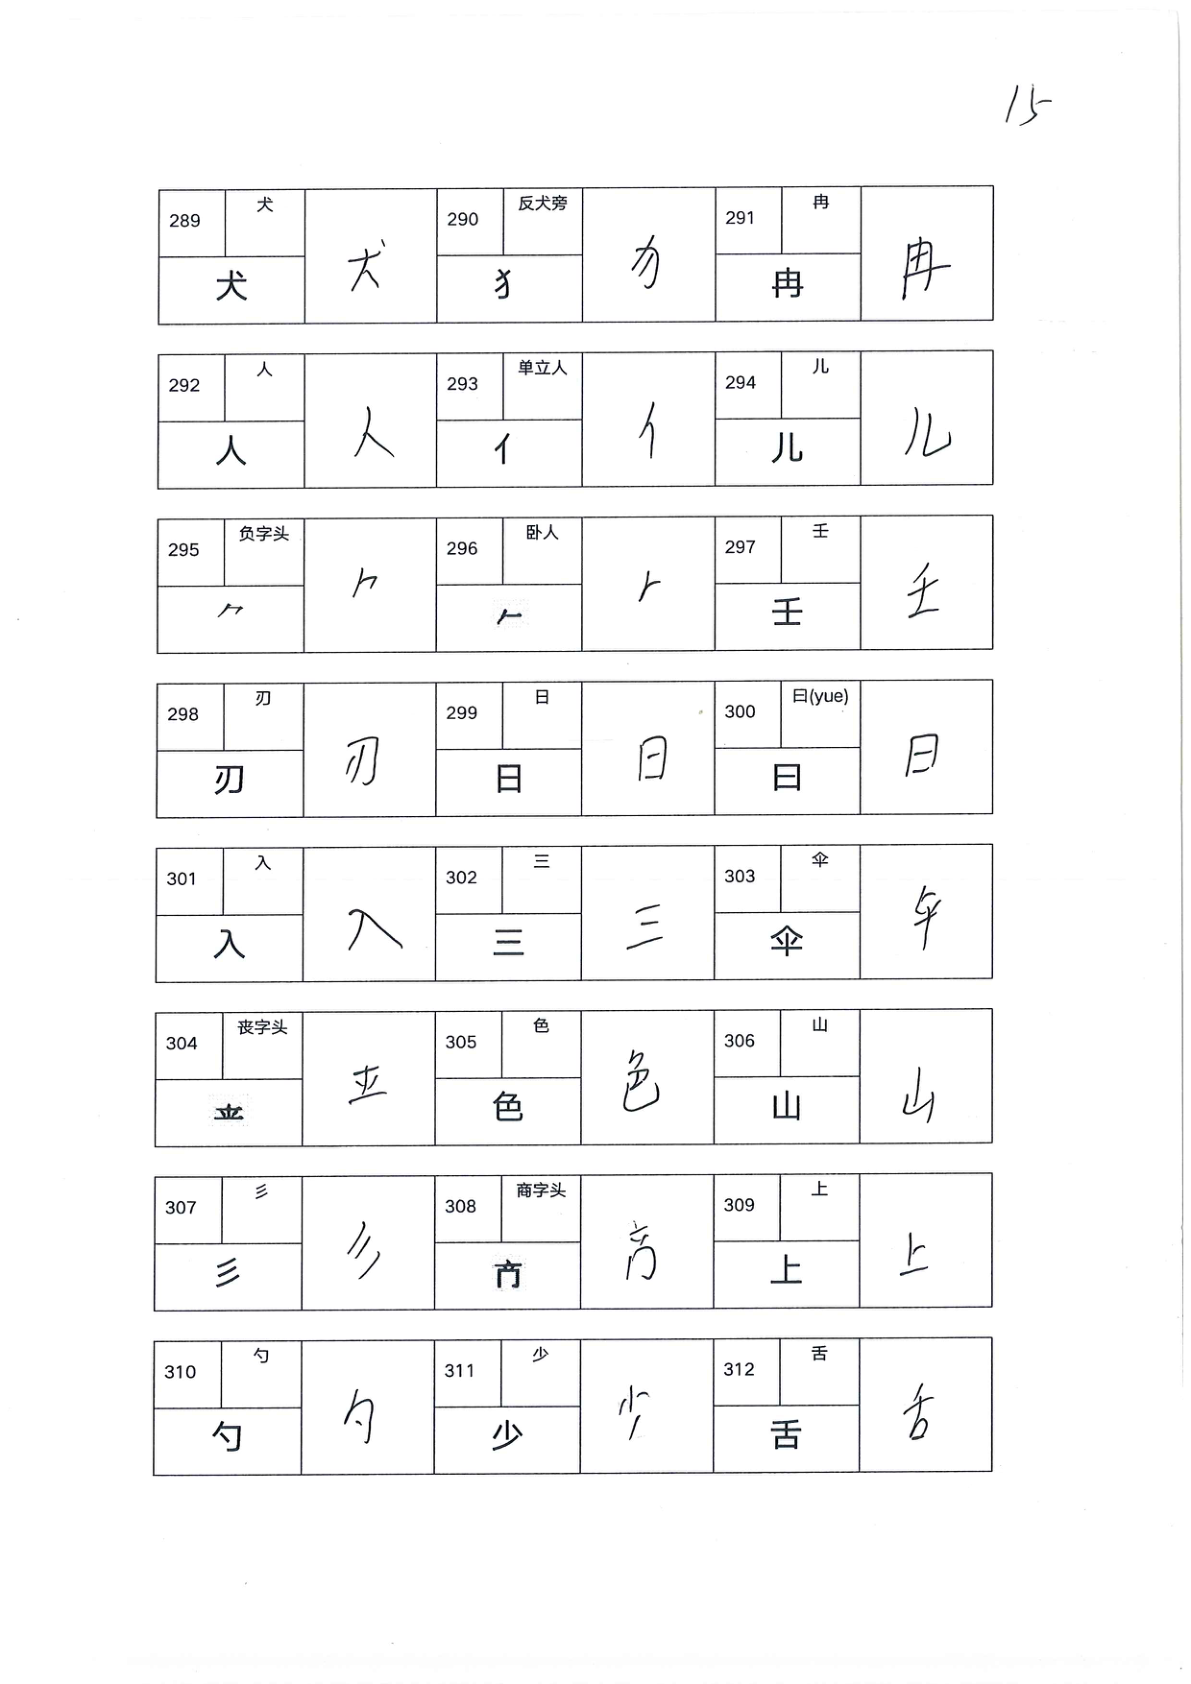 15
289 犬 犬 犬 290 反犬旁 犭 勿 291 冉 冉 冉
292 人 人 人 293 单立人 亻 亻 294 儿 儿 儿
295 负字头 ⺈ ⺈ 296 卧人 𠂉 𠂉 297 壬 壬 壬
298 刃 刃 刃 299 日 日 日 300 曰(yue) 曰 曰
301 入 入 入 302 三 三 三 303 伞 伞 伞
304 丧字头 305 色 色 色 306 山 山 山
307 彡 彡 彡 308 商字头 309 上 上 上
310 勺 勺 勺 311 少 少 少 312 舌 舌 舌